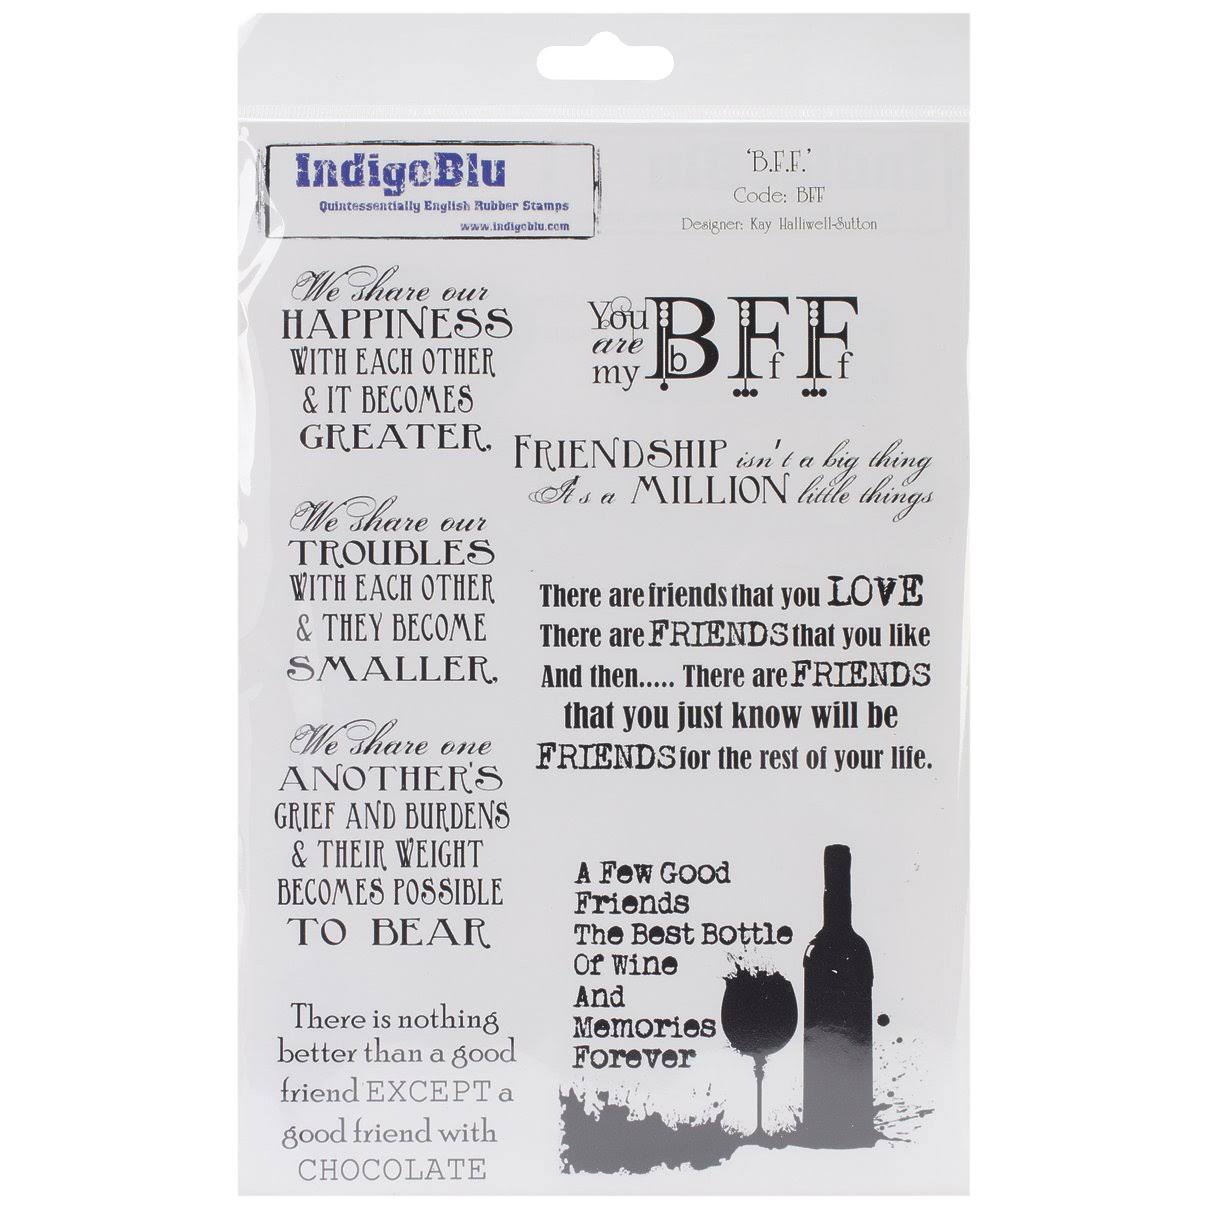 IndigoBlu
Quintessentially English Rubber Stamps
www.indigoblu.com
'B.F.F.'
Code: BFF
Designer: Kay Halliwell-Sutton
We share our
HAPPINESS
WITH EACH OTHER
& IT BECOMES
GREATER.
We share our
TROUBLES
WITH EACH OTHER
& THEY BECOME
SMALLER.
We share one
ANOTHER'S
GRIEF AND BURDENS
& THEIR WEIGHT
BECOMES POSSIBLE
TO BEAR
There is nothing
better than a good
friend EXCEPT a
good friend with
CHOCOLATE
You
are
my
BFF
b f f
FRIENDSHIP isn't a big thing
It's a MILLION little things
There are friends that you LOVE
There are FRIENDS that you like
And then..... There are FRIENDS
that you just know will be
FRIENDS for the rest of your life.
A Few Good
Friends
The Best Bottle
Of Wine
And
Memories
Forever